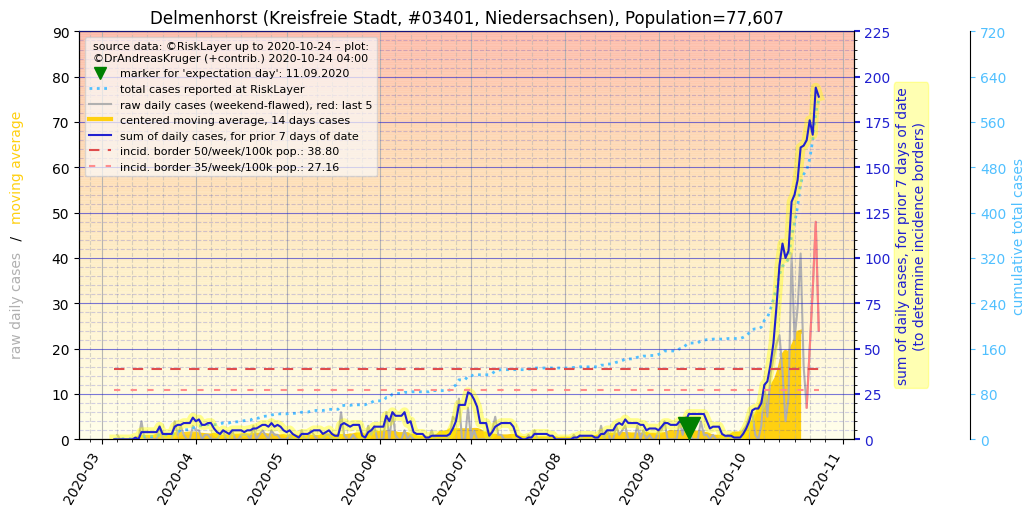 Delmenhorst (Kreisfreie Stadt, #03401, Niedersachsen), Population=77,607
source data: ©RiskLayer up to 2020-10-24 – plot:
©DrAndreasKruger (+contrib.) 2020-10-24 04:00
marker for 'expectation day': 11.09.2020
total cases reported at RiskLayer
raw daily cases (weekend-flawed), red: last 5
centered moving average, 14 days cases
sum of daily cases, for prior 7 days of date
incid. border 50/week/100k pop.: 38.80
incid. border 35/week/100k pop.: 27.16
raw daily cases / moving average
90
80
70
60
50
40
30
20
10
0
225
200
175
150
125
100
75
50
25
0
sum of daily cases, for prior 7 days of date
(to determine incidence borders)
720
640
560
480
400
320
240
160
80
0
cumulative total cases
2020-03
2020-04
2020-05
2020-06
2020-07
2020-08
2020-09
2020-10
2020-11